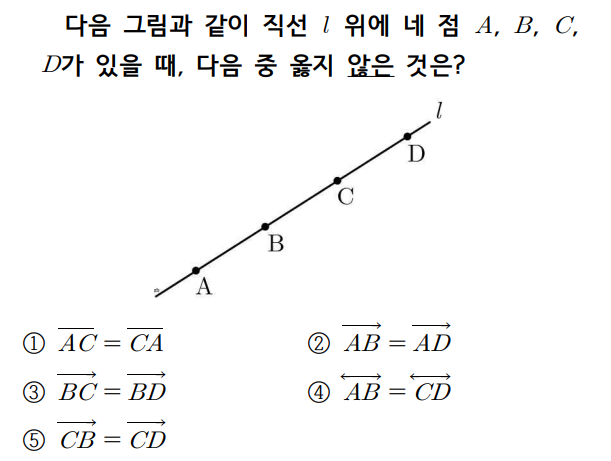 다음 그림과 같이 직선 l 위에 네 점 A, B, C,
D가 있을 때, 다음 중 옳지 않은 것은?
l
D
C
B
A
① $\overline{AC} = \overline{CA}$ ② $\overrightarrow{AB} = \overrightarrow{AD}$
③ $\overrightarrow{BC} = \overrightarrow{BD}$ ④ $\overleftrightarrow{AB} = \overleftrightarrow{CD}$
⑤ $\overrightarrow{CB} = \overrightarrow{CD}$